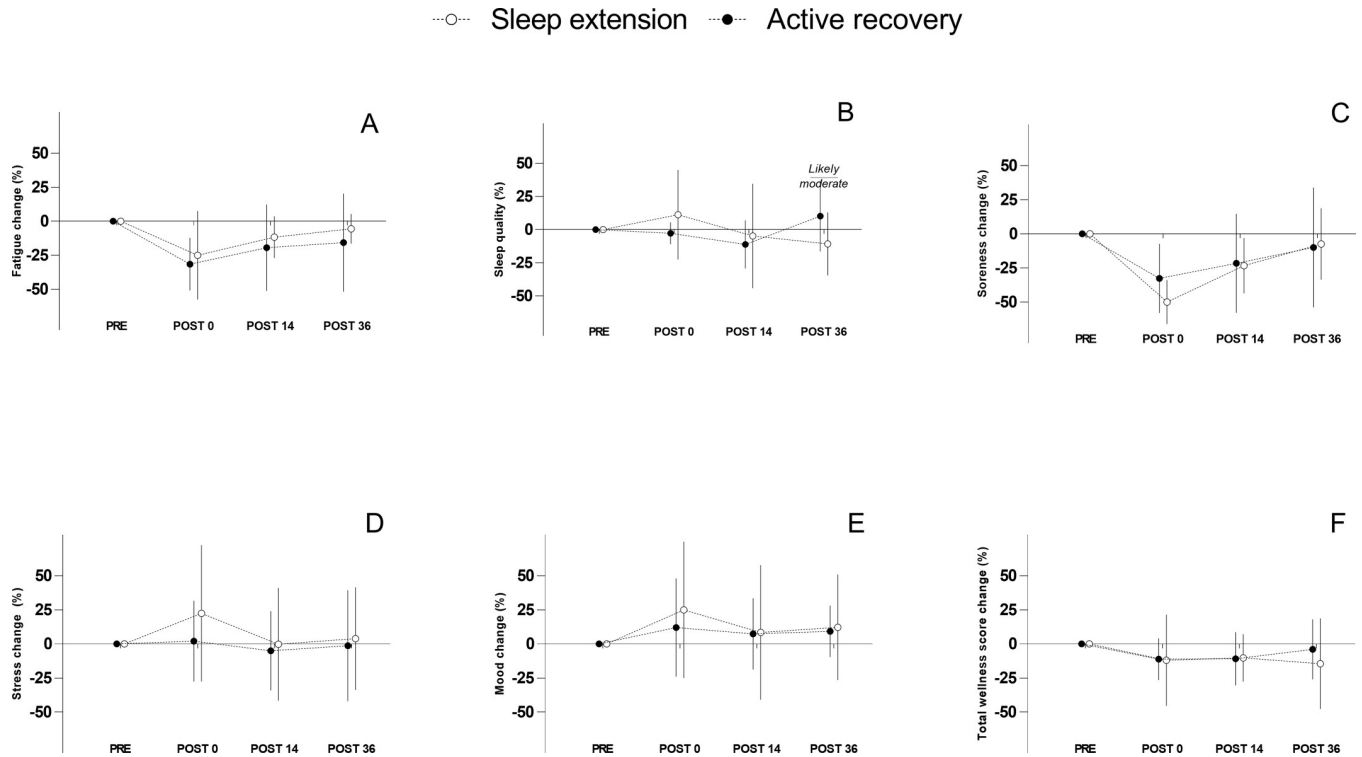 Sleep extension Active recovery
A
50
25
0
-25
-50
Fatigue change (%)
PRE POST 0 POST 14 POST 36
B
50
25
0
-25
-50
Sleep quality (%)
Likely
moderate
PRE POST 0 POST 14 POST 36
C
50
25
0
-25
-50
Soreness change (%)
PRE POST 0 POST 14 POST 36
D
50
25
0
-25
-50
Stress change (%)
PRE POST 0 POST 14 POST 36
E
50
25
0
-25
-50
Mood change (%)
PRE POST 0 POST 14 POST 36
F
50
25
0
-25
-50
Total wellness score change (%)
PRE POST 0 POST 14 POST 36